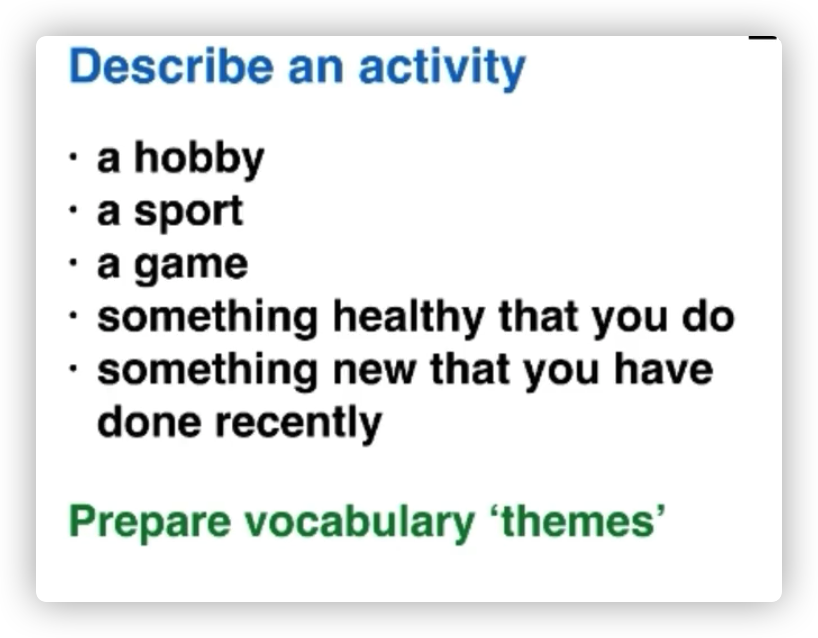 Describe an activity
· a hobby
· a sport
· a game
· something healthy that you do
· something new that you have
done recently
Prepare vocabulary ‘themes’